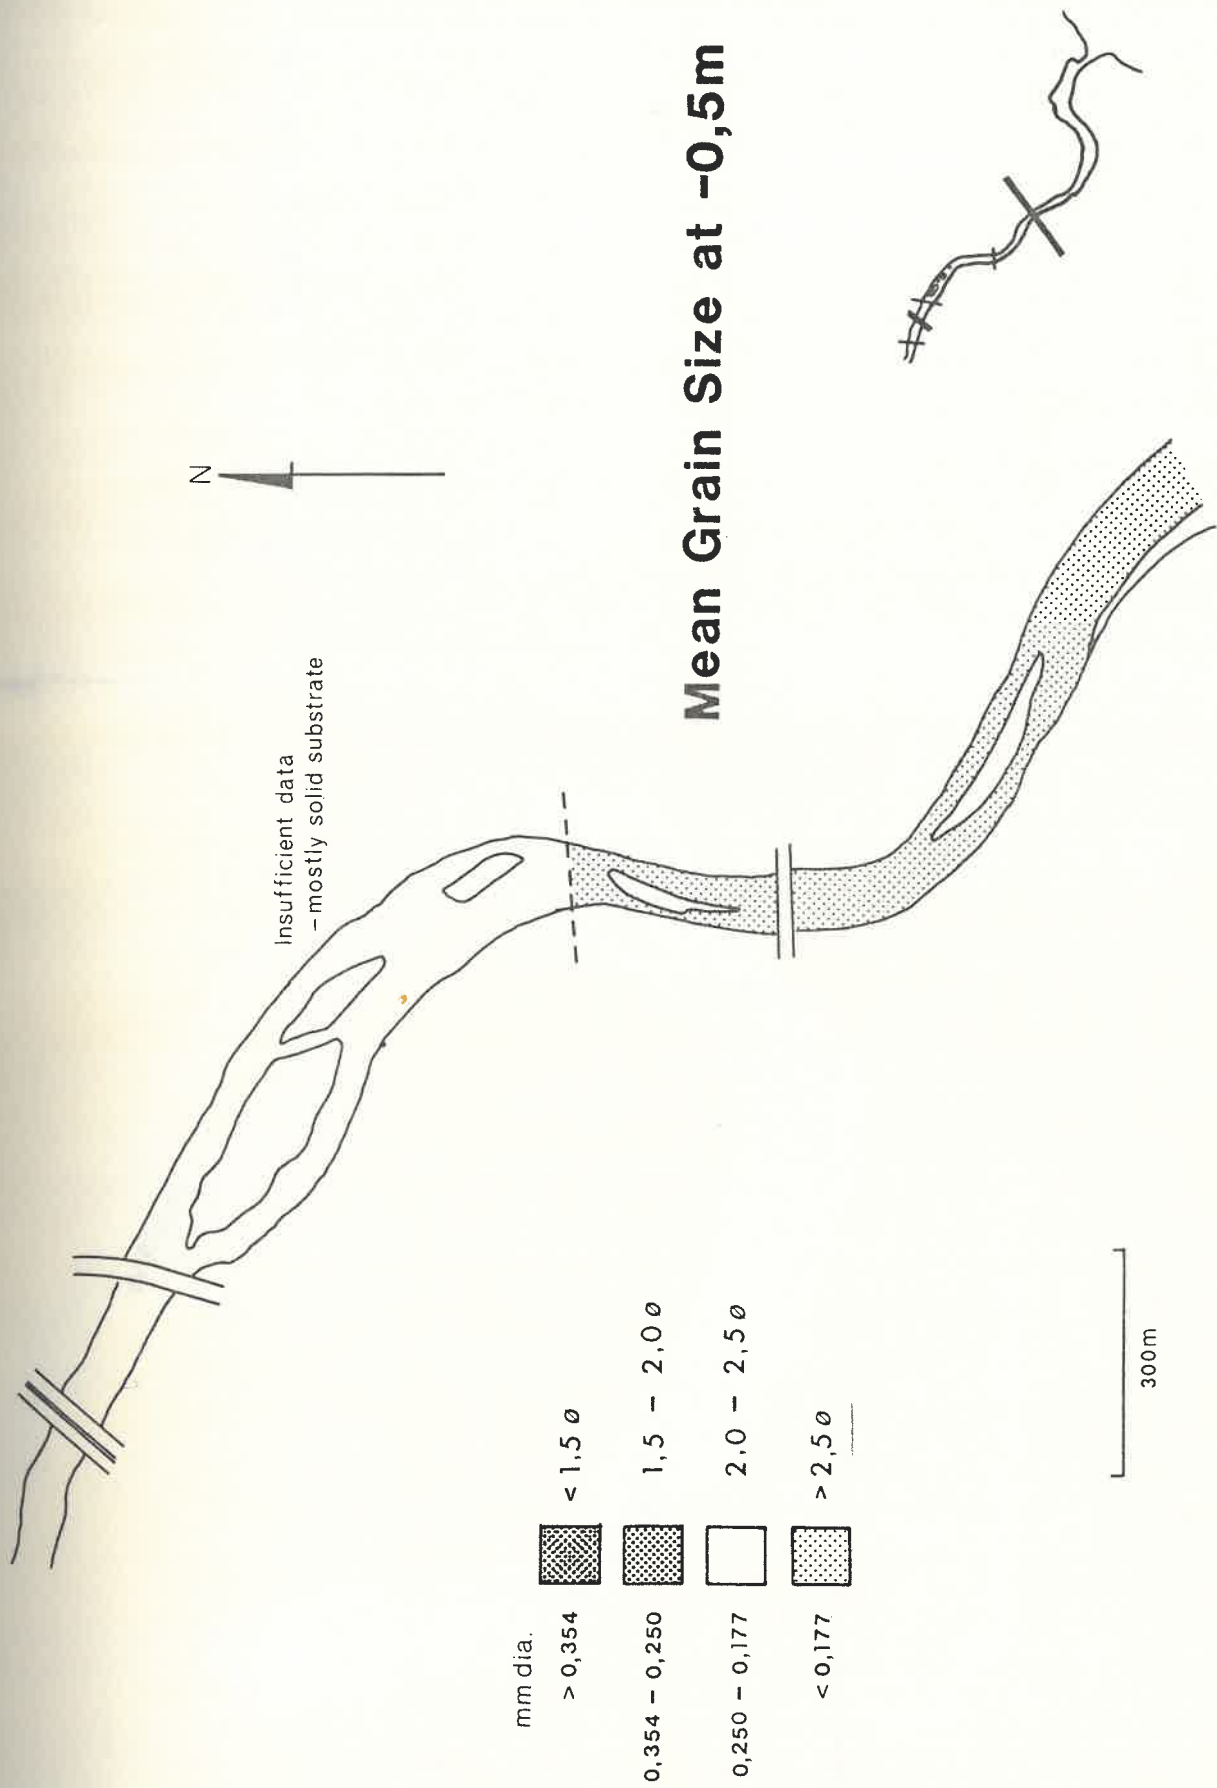 N
Insufficient data
-mostly solid substrate
Mean Grain Size at -0,5m
mm dia.
> 0,354 < 1,5 ø
0,354 - 0,250 1,5 - 2,0 ø
0,250 - 0,177 2,0 - 2,5 ø
< 0,177 > 2,5 ø
300m